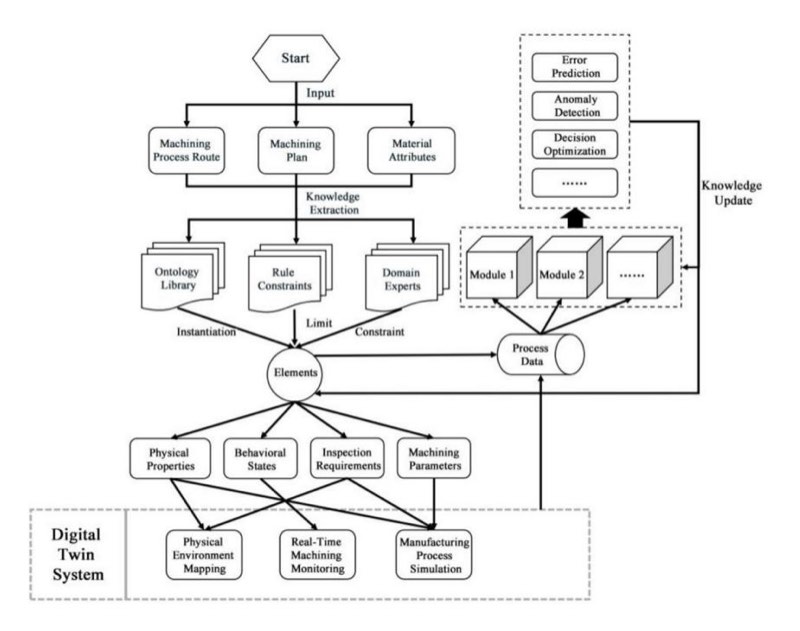 Start
Input
Machining
Process Route
Machining
Plan
Material
Attributes
Knowledge
Extraction
Ontology
Library
Rule
Constraints
Domain
Experts
Instantiation
Limit
Constraint
Elements
Error
Prediction
Anomaly
Detection
Decision
Optimization
......
Knowledge
Update
Module 1
Module 2
......
Process
Data
Physical
Properties
Behavioral
States
Inspection
Requirements
Machining
Parameters
Digital
Twin
System
Physical
Environment
Mapping
Real-Time
Machining
Monitoring
Manufacturing
Process
Simulation